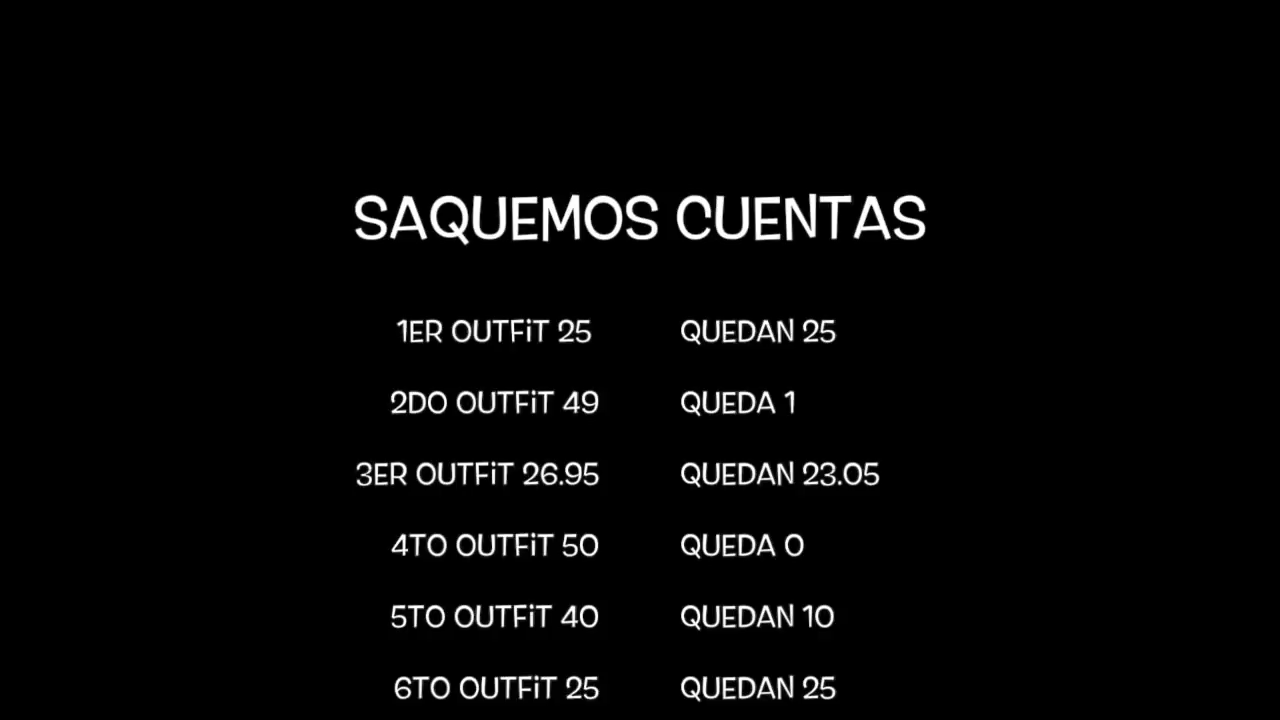 SAQUEMOS CUENTAS
1ER OUTFiT 25 QUEDAN 25
2DO OUTFiT 49 QUEDA 1
3ER OUTFiT 26.95 QUEDAN 23.05
4TO OUTFiT 50 QUEDA 0
5TO OUTFiT 40 QUEDAN 10
6TO OUTFiT 25 QUEDAN 25